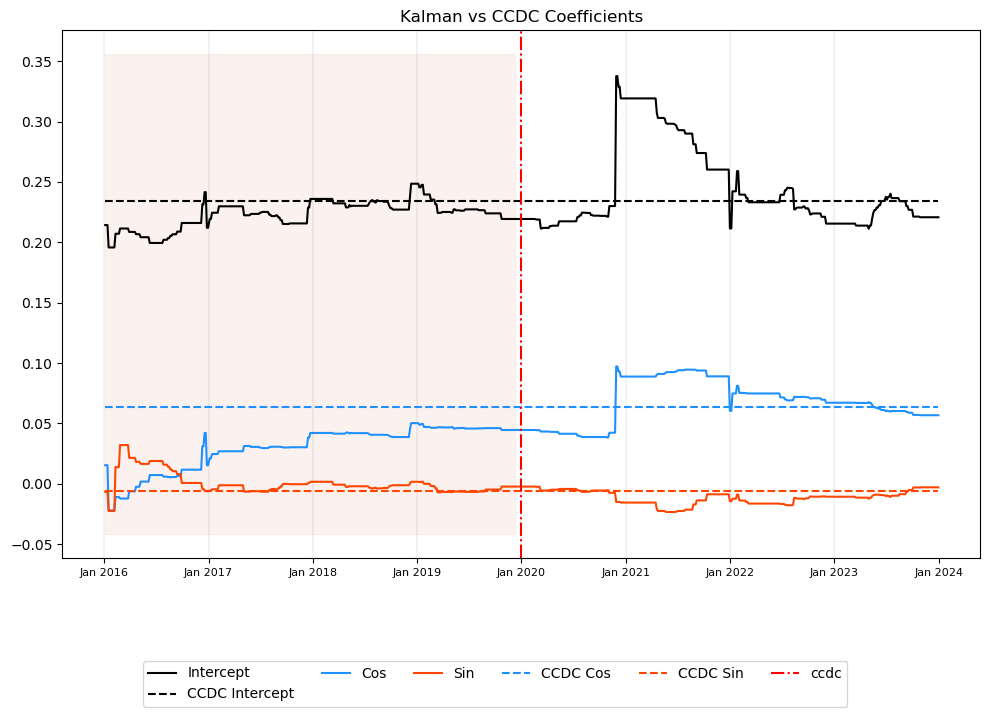 Kalman vs CCDC Coefficients
0.35
0.30
0.25
0.20
0.15
0.10
0.05
0.00
−0.05
Jan 2016 Jan 2017 Jan 2018 Jan 2019 Jan 2020 Jan 2021 Jan 2022 Jan 2023 Jan 2024
Intercept Cos Sin CCDC Cos CCDC Sin ccdc
CCDC Intercept